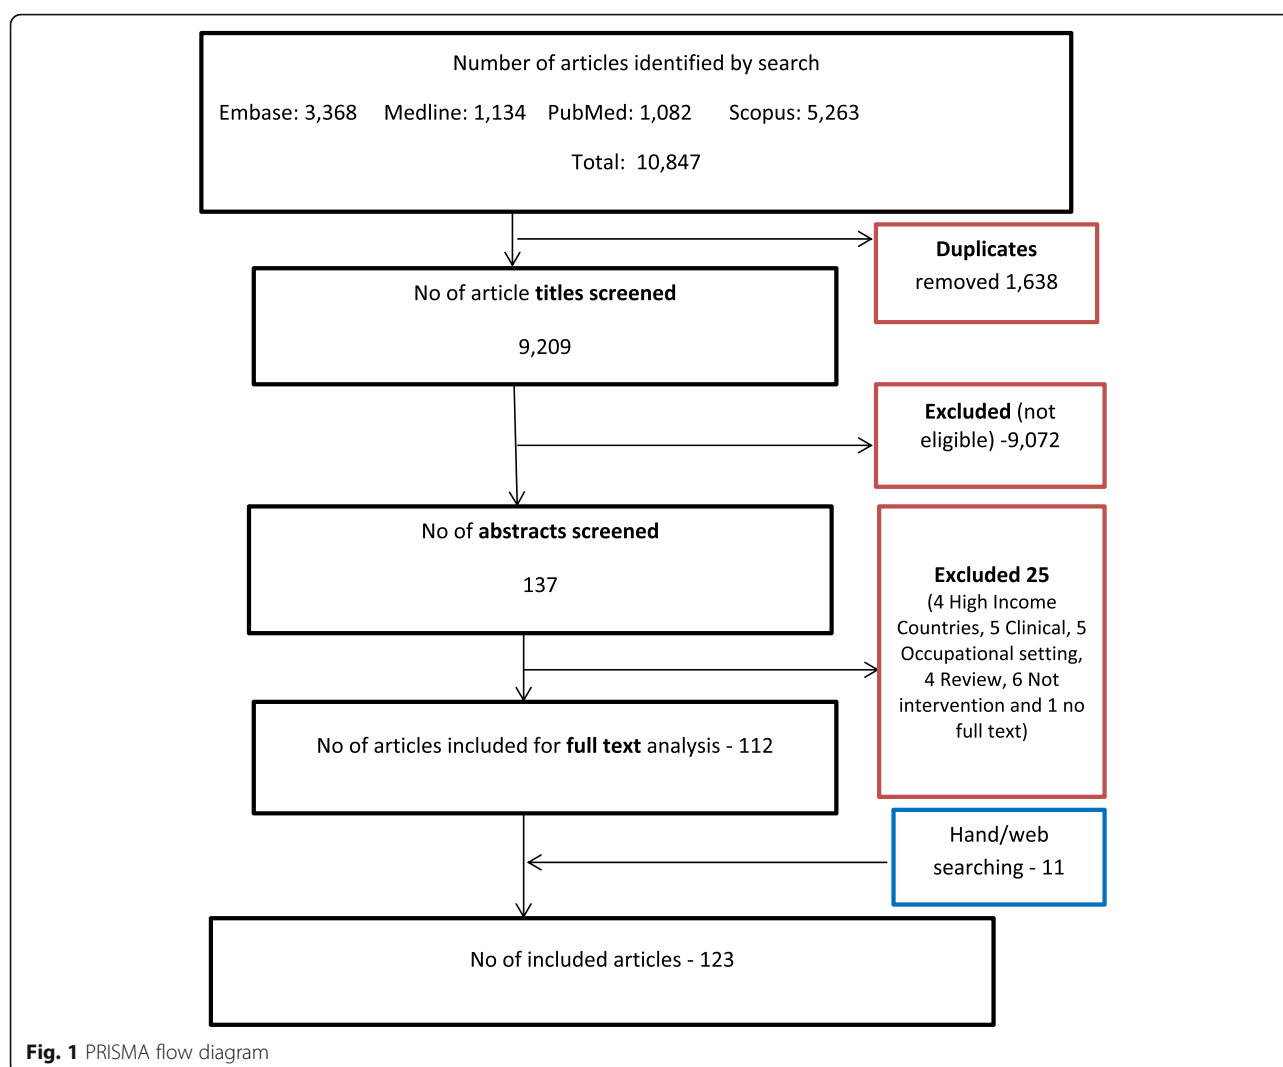 Number of articles identified by search
Embase: 3,368 Medline: 1,134 PubMed: 1,082 Scopus: 5,263
Total: 10,847
Duplicates
removed 1,638
No of article titles screened
9,209
Excluded (not
eligible) -9,072
No of abstracts screened
137
Excluded 25
(4 High Income
Countries, 5 Clinical, 5
Occupational setting,
4 Review, 6 Not
intervention and 1 no
full text)
No of articles included for full text analysis - 112
Hand/web
searching - 11
No of included articles - 123
Fig. 1 PRISMA flow diagram